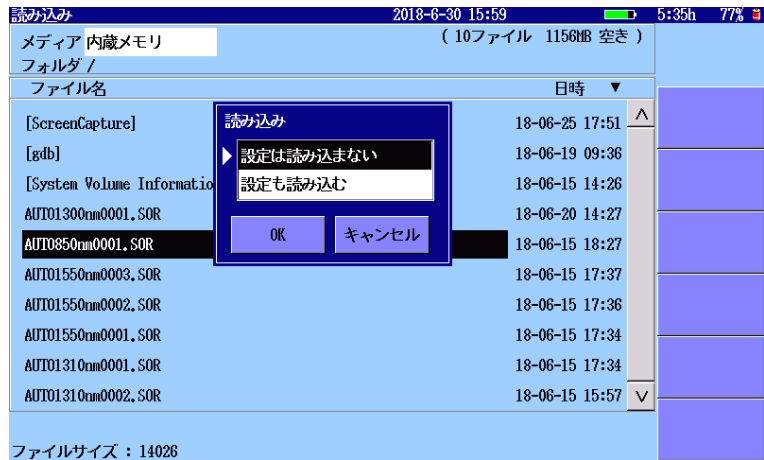 読み込み 2018-6-30 15:59 5:35h 77%
メディア 内蔵メモリ ( 10ファイル 1156MB 空き )
フォルダ /
ファイル名 日時 ▼
[ScreenCapture] 18-06-25 17:51
[gdb] 18-06-19 09:36
[System Volume Informatio 18-06-15 14:26
AUTO1300nm0001.SOR 18-06-20 14:27
AUTO850nm0001.SOR 18-06-15 18:27
AUTO1550nm0003.SOR 18-06-15 17:37
AUTO1550nm0002.SOR 18-06-15 17:36
AUTO1550nm0001.SOR 18-06-15 17:34
AUTO1310nm0001.SOR 18-06-15 17:34
AUTO1310nm0002.SOR 18-06-15 15:57
読み込み
設定は読み込まない
設定も読み込む
OK キャンセル
ファイルサイズ : 14026